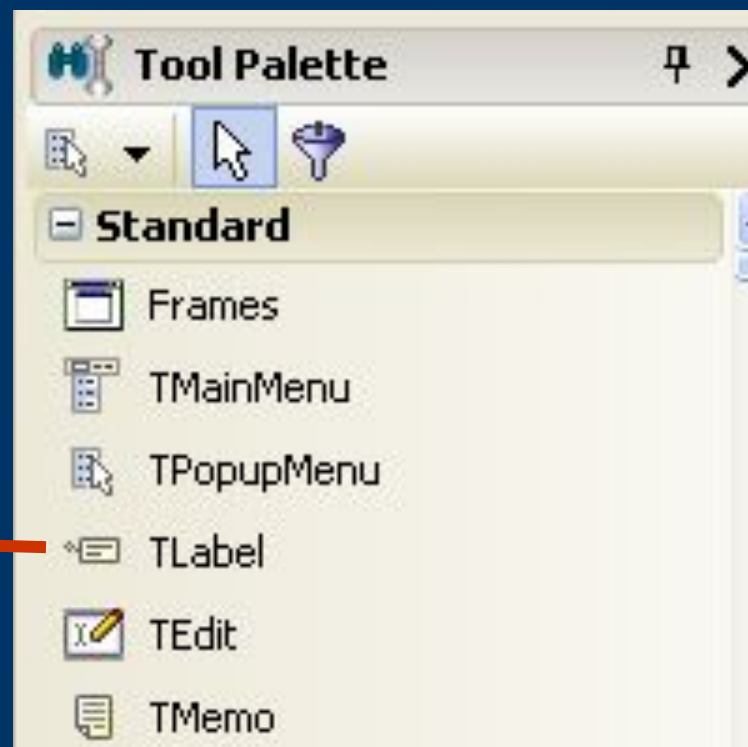 Tool Palette
Standard
Frames
TMainMenu
TPopupMenu
TLabel
TEdit
TMemo